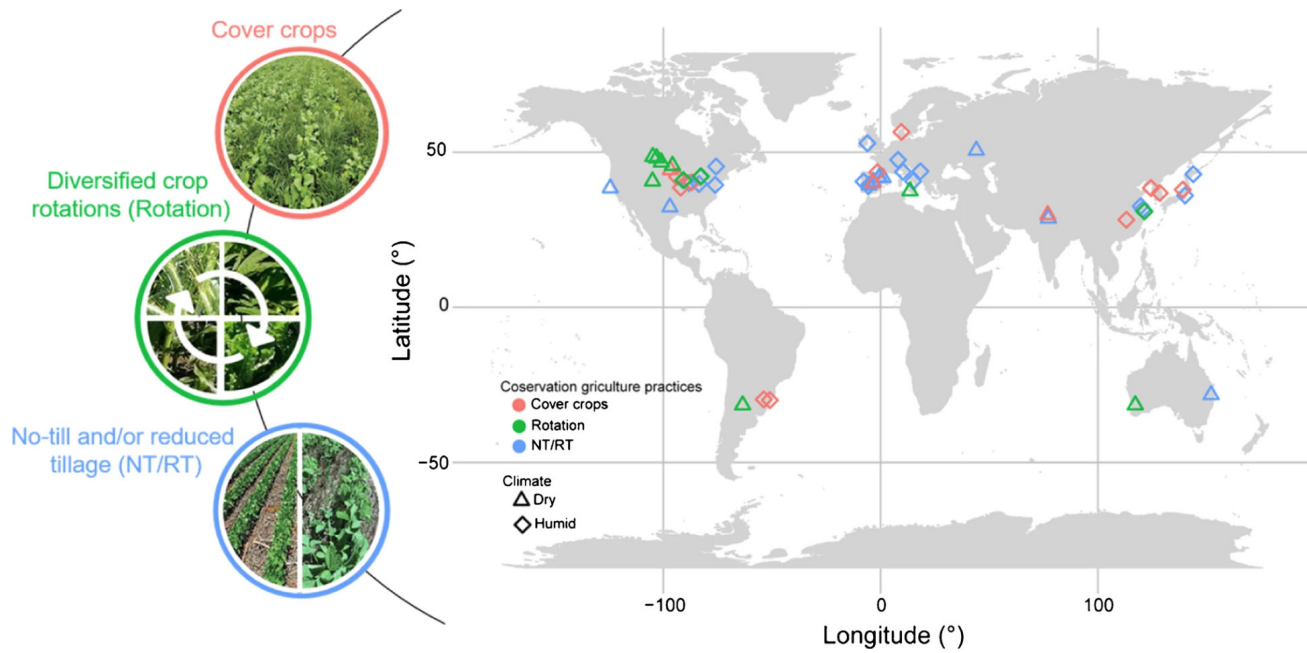 Cover crops
Diversified crop
rotations (Rotation)
No-till and/or reduced
tillage (NT/RT)
Latitude (°)
50
0
−50
Coservation griculture practices
Cover crops
Rotation
NT/RT
Climate
Dry
Humid
−100
0
100
Longitude (°)